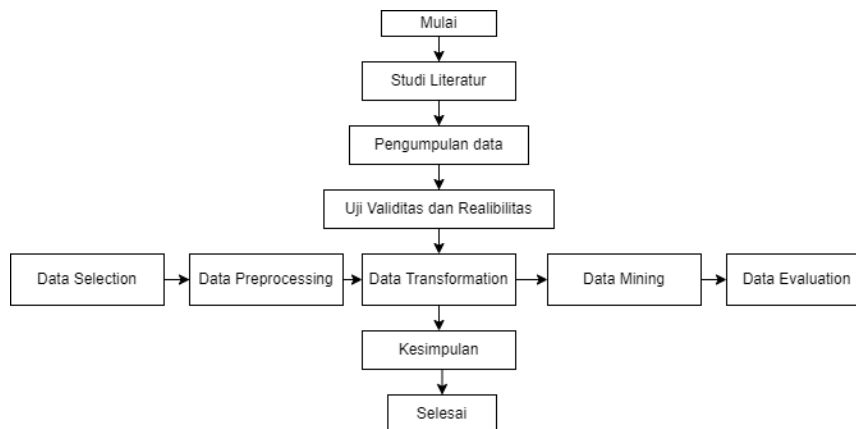 Mulai
Studi Literatur
Pengumpulan data
Uji Validitas dan Realibilitas
Data Selection
Data Preprocessing
Data Transformation
Data Mining
Data Evaluation
Kesimpulan
Selesai